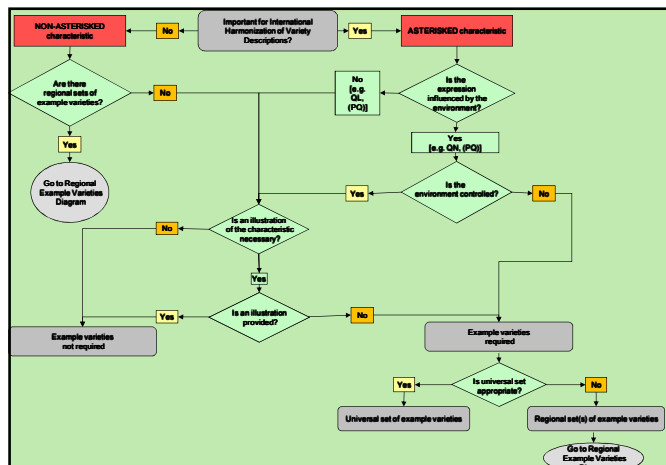 NON-ASTERISKED
characteristic
No
Important for International
Harmonization of Variety
Descriptions?
Yes
ASTERISKED characteristic
Are there
regional sets of
example varieties?
No
No
[e.g.
QL,
(PQ)]
Is the
expression
influenced by the
environment?
Yes
Yes
[e.g. QN, (PQ)]
Go to Regional
Example Varieties
Diagram
Yes
Is the
environment controlled?
No
No
Is an illustration
of the characteristic
necessary?
Yes
Yes
Is an illustration
provided?
No
Example varieties
not required
Example varieties
required
Yes
Is universal set
appropriate?
No
Universal set of example varieties
Regional set(s) of example varieties
Go to Regional
Example Varieties